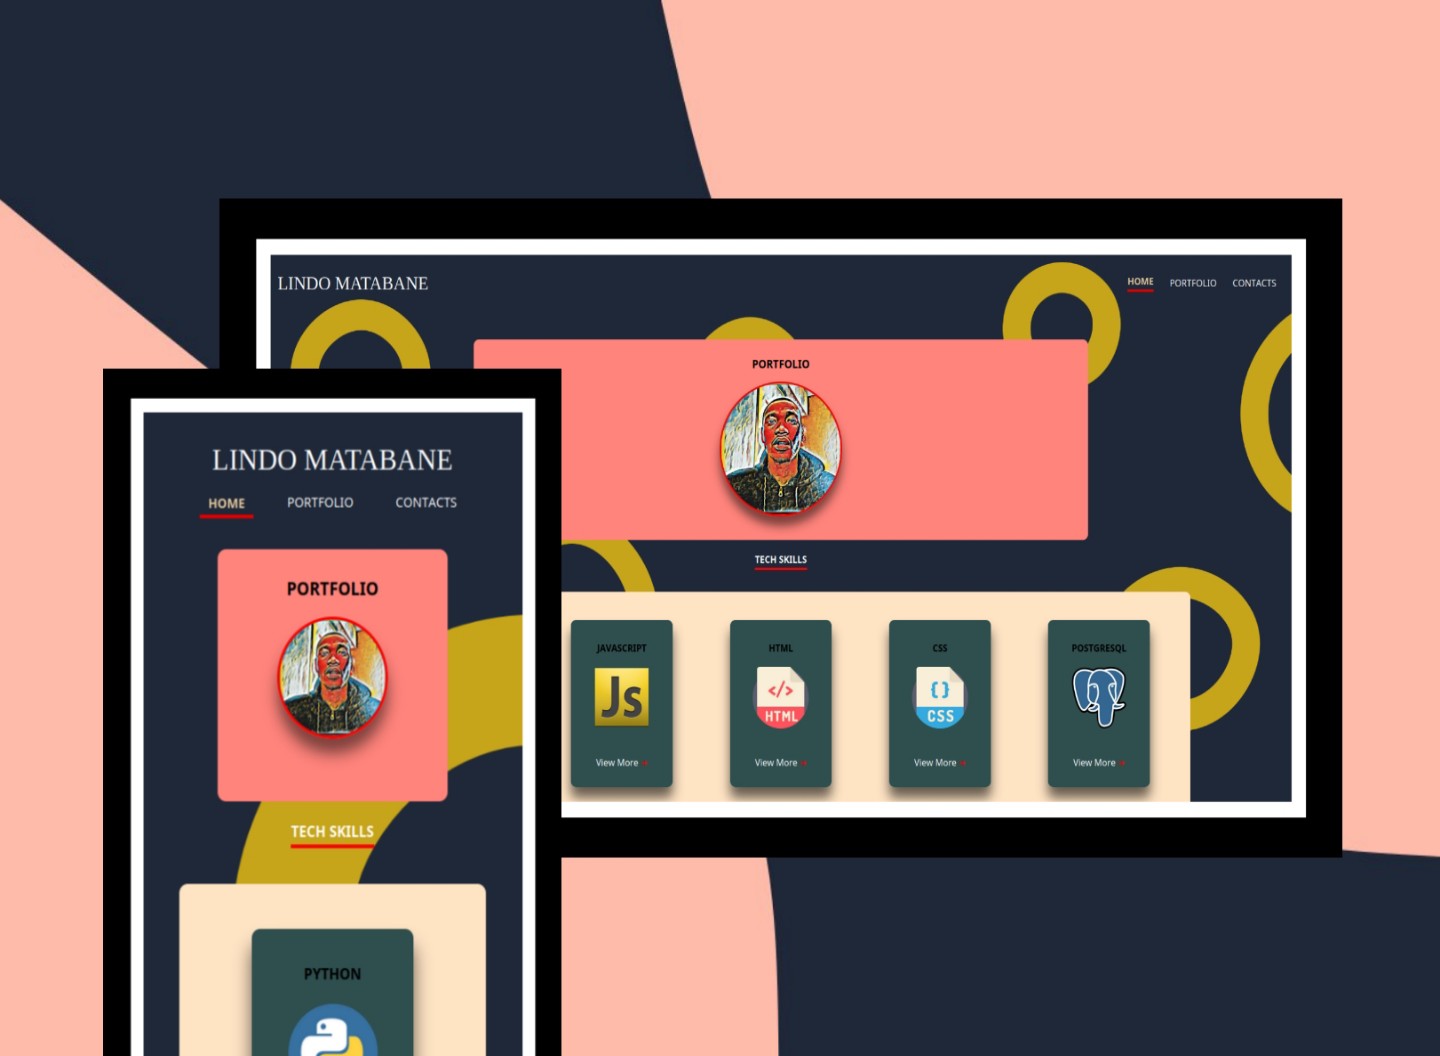 LINDO MATABANE
HOME PORTFOLIO CONTACTS
PORTFOLIO
TECH SKILLS
JAVASCRIPT HTML CSS POSTGRESQL
JS HTML CSS
View More View More View More View More
LINDO MATABANE
HOME PORTFOLIO CONTACTS
PORTFOLIO
TECH SKILLS
PYTHON